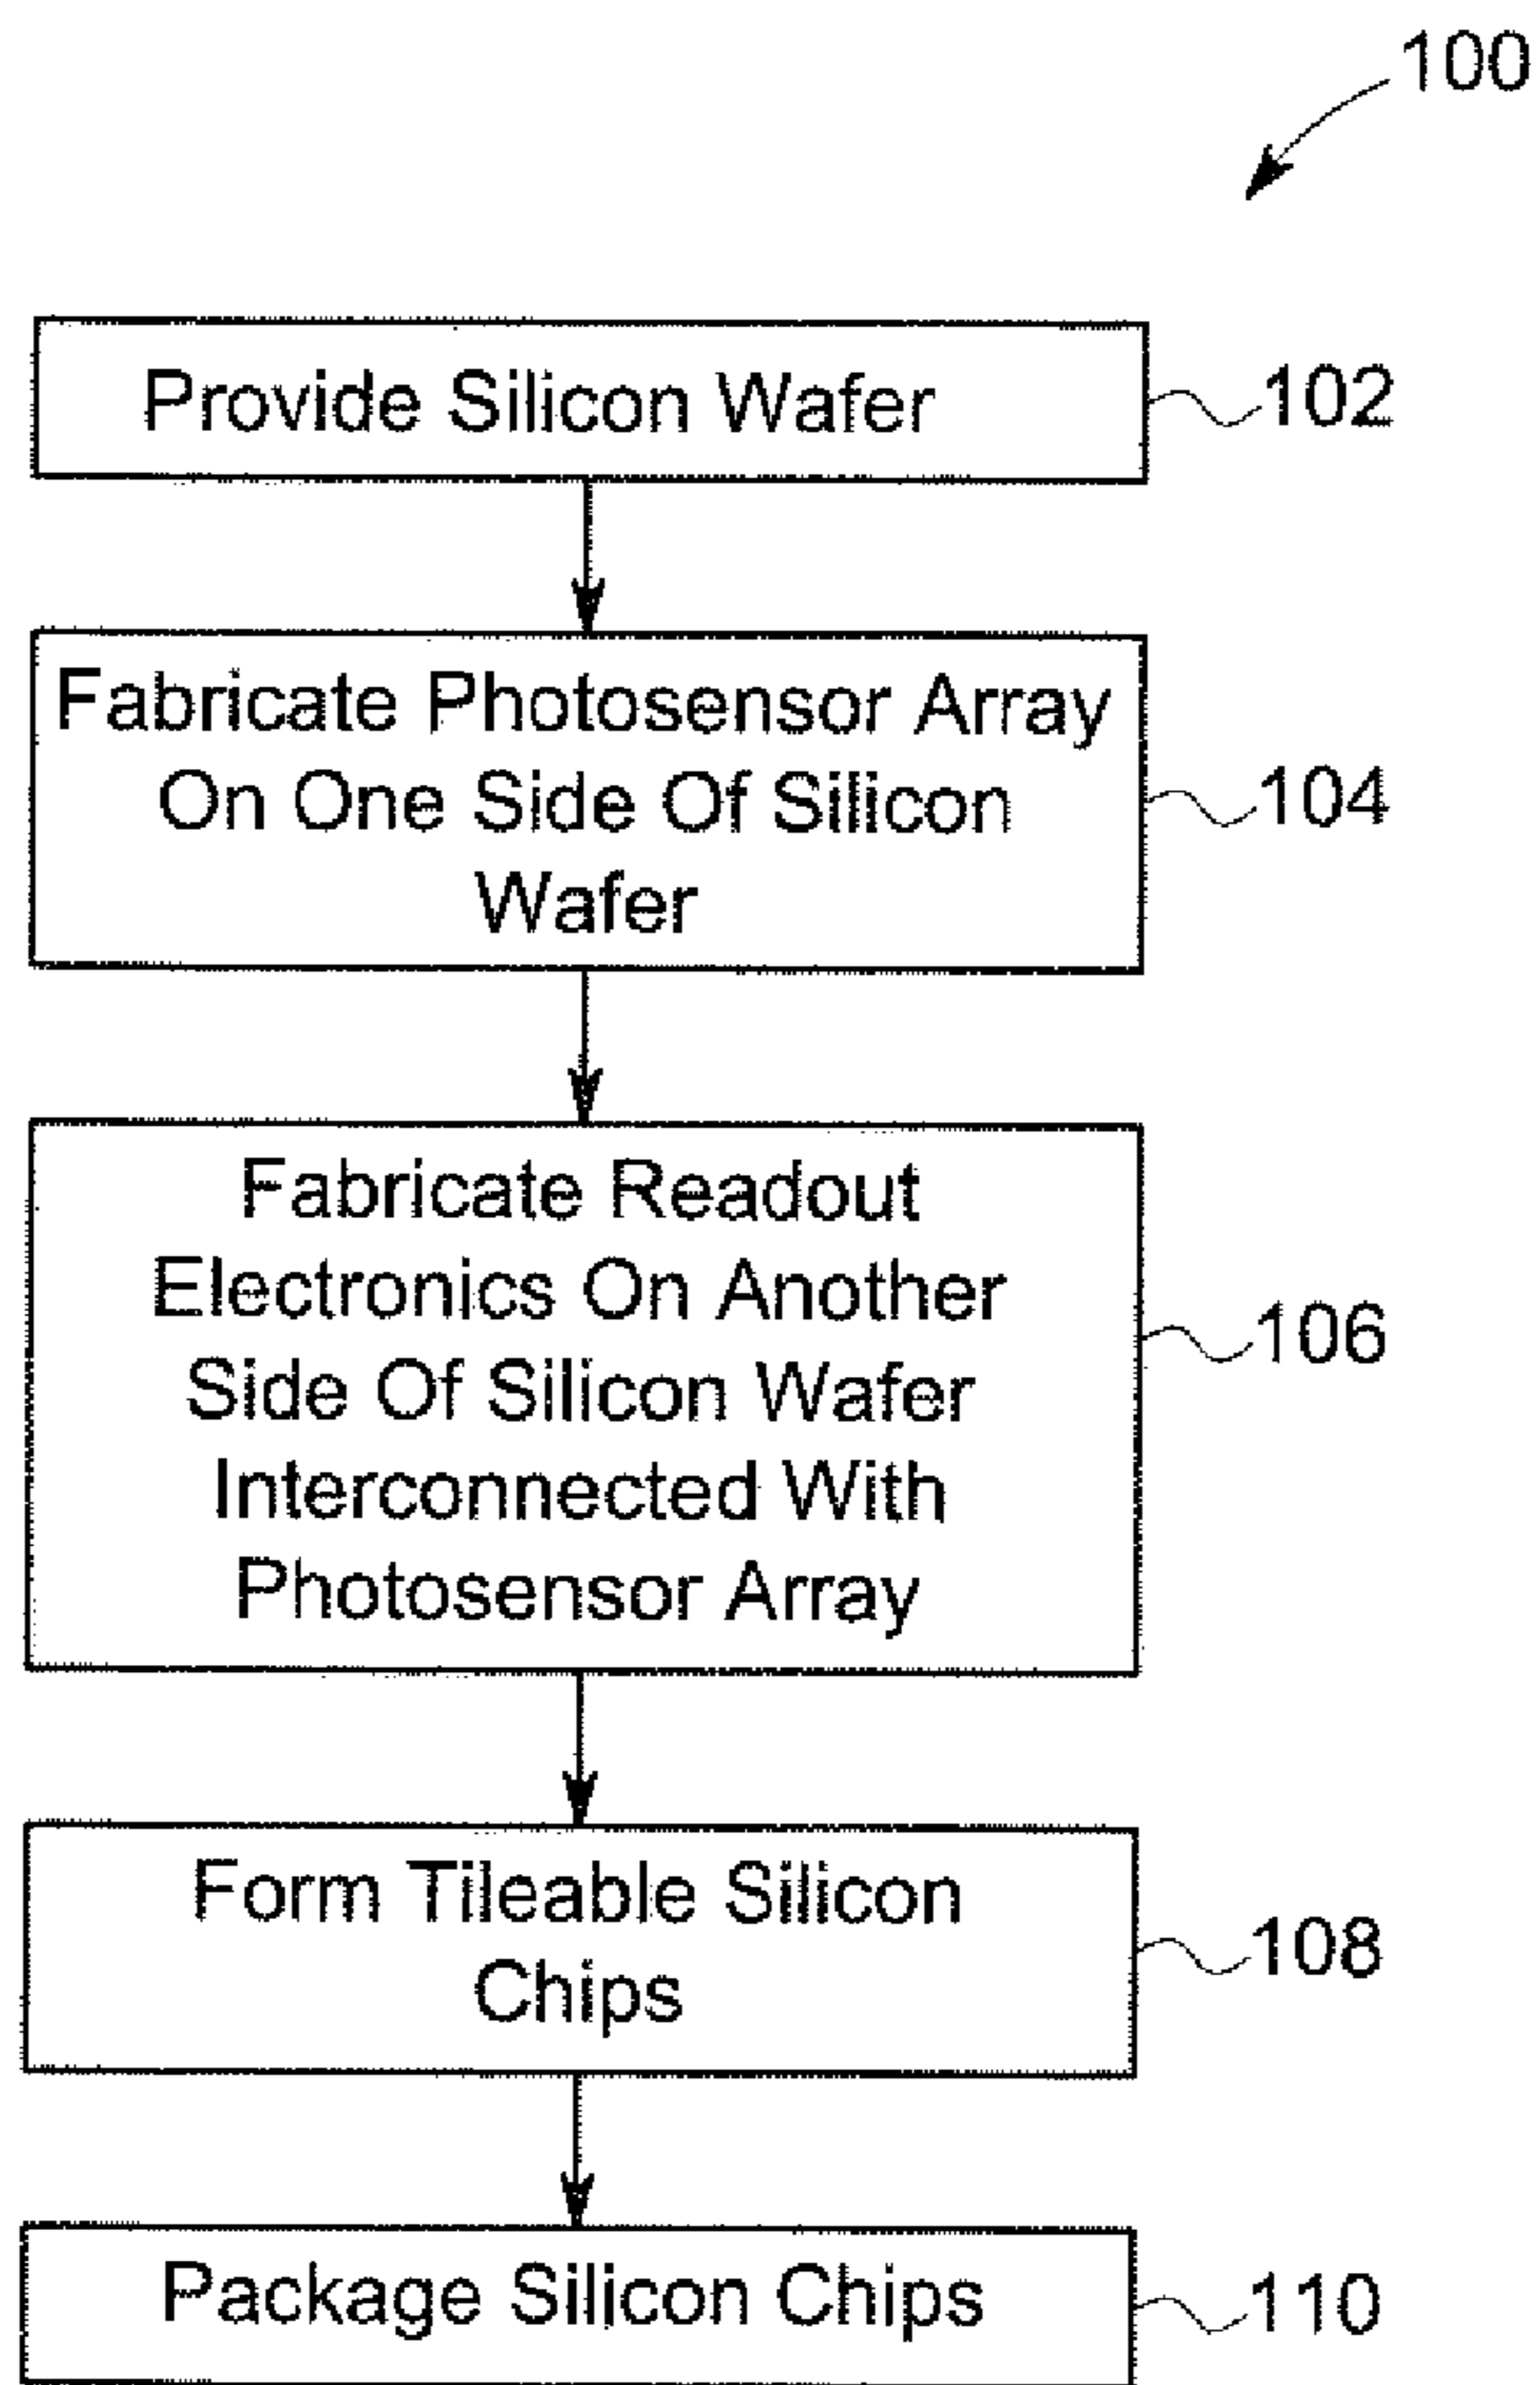 100
Provide Silicon Wafer
102
Fabricate Photosensor Array
On One Side Of Silicon
Wafer
104
Fabricate Readout
Electronics On Another
Side Of Silicon Wafer
Interconnected With
Photosensor Array
106
Form Tileable Silicon
Chips
108
Package Silicon Chips
110